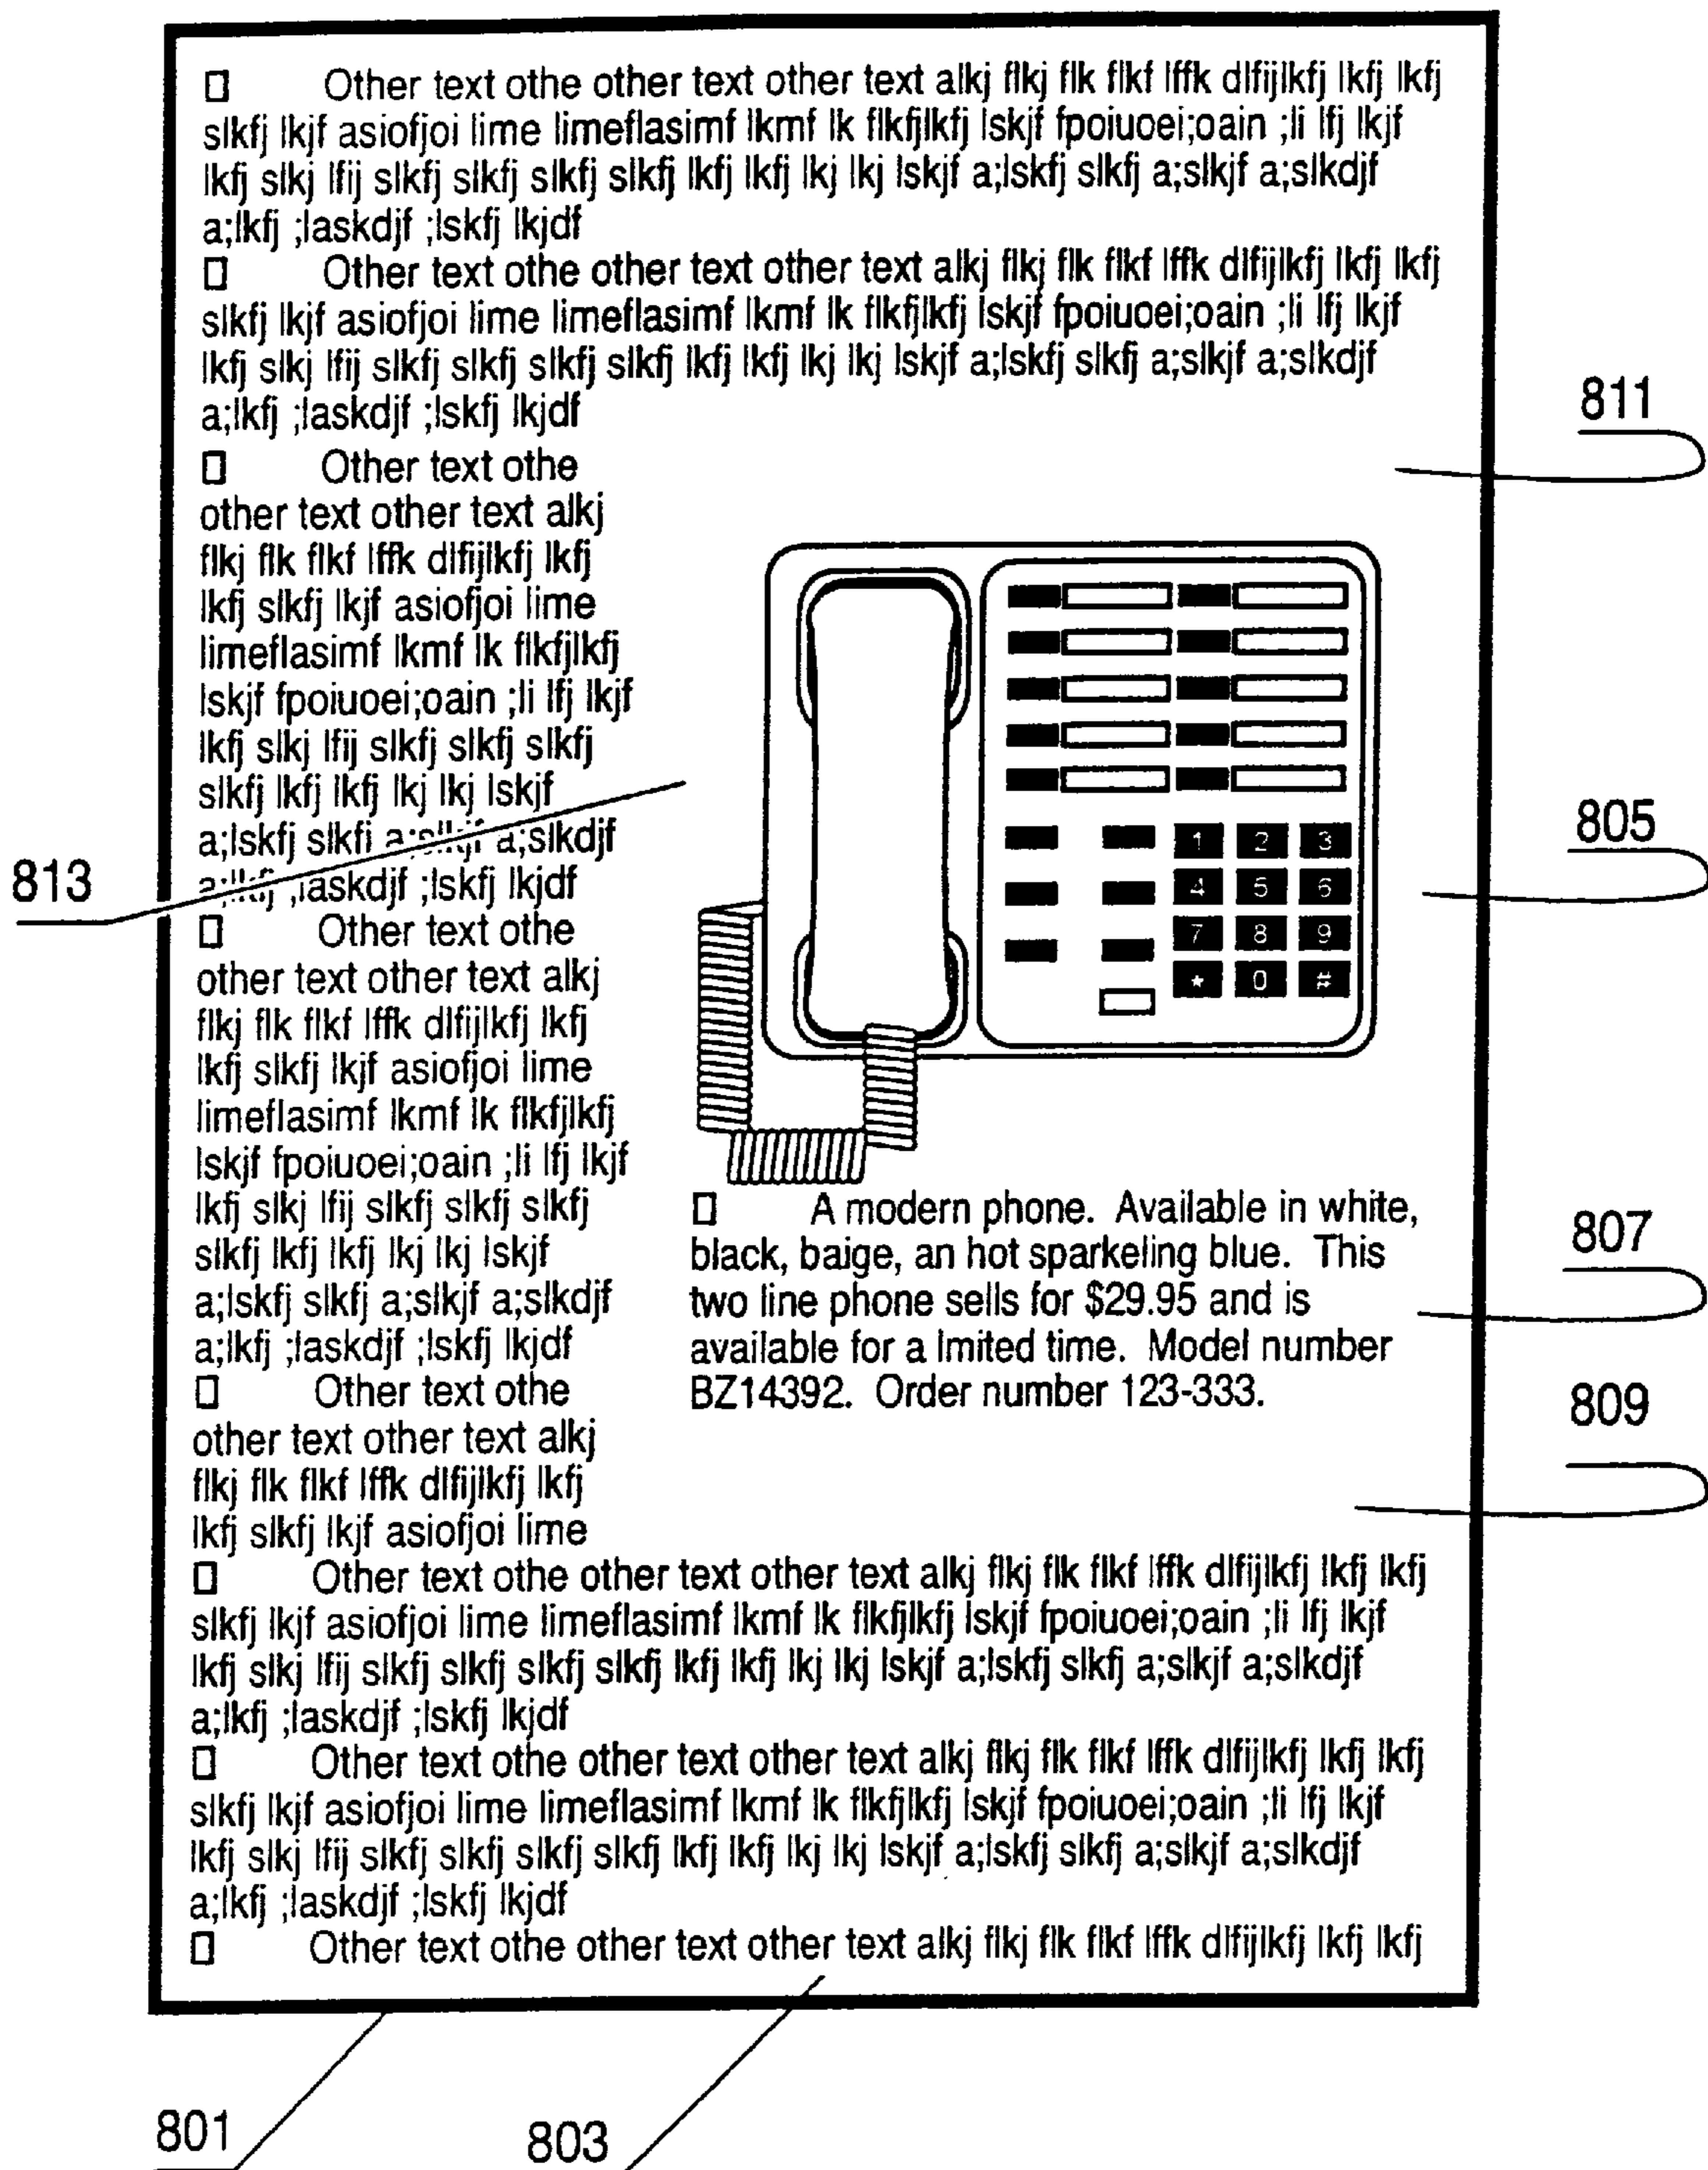 ▯ Other text othe other text other text alkj flkj flk flkf lffk dlfijlkfj lkfj lkfj
slkfj lkjf asiofjoi lime limeflasimf lkmf lk flkfjlkfj lskjf fpoiuoei;oain ;li lfj lkjf
lkfj slkj lfij slkfj slkfj slkfj slkfj lkfj lkfj lkj lkj lskjf a;lskfj slkfj a;slkjf a;slkdjf
a;lkfj ;laskdjf ;lskfj lkjdf
▯ Other text othe other text other text alkj flkj flk flkf lffk dlfijlkfj lkfj lkfj
slkfj lkjf asiofjoi lime limeflasimf lkmf lk flkfjlkfj lskjf fpoiuoei;oain ;li lfj lkjf
lkfj slkj lfij slkfj slkfj slkfj slkfj lkfj lkfj lkj lkj lskjf a;lskfj slkfj a;slkjf a;slkdjf
a;lkfj ;laskdjf ;lskfj lkjdf
811
▯ Other text othe
other text other text alkj
flkj flk flkf lffk dlfijlkfj lkfj
lkfj slkfj lkjf asiofjoi lime
limeflasimf lkmf lk flkfjlkfj
lskjf fpoiuoei;oain ;li lfj lkjf
lkfj slkj lfij slkfj slkfj slkfj
slkfj lkfj lkfj lkj lkj lskjf
a;lskfj slkfj a;slkjf a;slkdjf
a;lkfj ;laskdjf ;lskfj lkjdf
813
▯ Other text othe
other text other text alkj
flkj flk flkf lffk dlfijlkfj lkfj
lkfj slkfj lkjf asiofjoi lime
limeflasimf lkmf lk flkfjlkfj
lskjf fpoiuoei;oain ;li lfj lkjf
lkfj slkj lfij slkfj slkfj slkfj
slkfj lkfj lkfj lkj lkj lskjf
a;lskfj slkfj a;slkjf a;slkdjf
a;lkfj ;laskdjf ;lskfj lkjdf
▯ Other text othe
other text other text alkj
flkj flk flkf lffk dlfijlkfj lkfj
lkfj slkfj lkjf asiofjoi lime
1 2 3
4 5 6
7 8 9
* 0 #
805
▯ A modern phone. Available in white,
black, baige, an hot sparkeling blue. This
two line phone sells for $29.95 and is
available for a lmited time. Model number
BZ14392. Order number 123-333.
807
809
▯ Other text othe other text other text alkj flkj flk flkf lffk dlfijlkfj lkfj lkfj
slkfj lkjf asiofjoi lime limeflasimf lkmf lk flkfjlkfj lskjf fpoiuoei;oain ;li lfj lkjf
lkfj slkj lfij slkfj slkfj slkfj slkfj lkfj lkfj lkj lkj lskjf a;lskfj slkfj a;slkjf a;slkdjf
a;lkfj ;laskdjf ;lskfj lkjdf
▯ Other text othe other text other text alkj flkj flk flkf lffk dlfijlkfj lkfj lkfj
slkfj lkjf asiofjoi lime limeflasimf lkmf lk flkfjlkfj lskjf fpoiuoei;oain ;li lfj lkjf
lkfj slkj lfij slkfj slkfj slkfj slkfj lkfj lkfj lkj lkj lskjf a;lskfj slkfj a;slkjf a;slkdjf
a;lkfj ;laskdjf ;lskfj lkjdf
▯ Other text othe other text other text alkj flkj flk flkf lffk dlfijlkfj lkfj lkfj
801
803